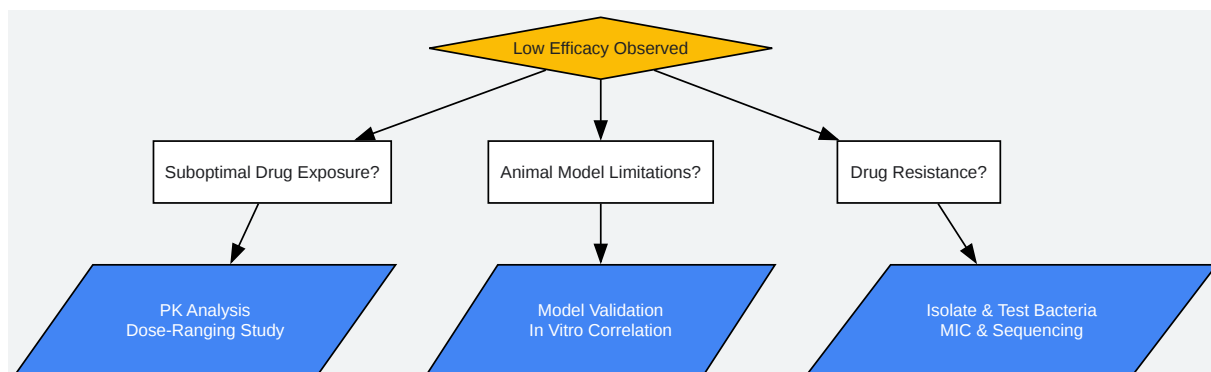 Low Efficacy Observed
Suboptimal Drug Exposure?
Animal Model Limitations?
Drug Resistance?
PK Analysis
Dose-Ranging Study
Model Validation
In Vitro Correlation
Isolate & Test Bacteria
MIC & Sequencing